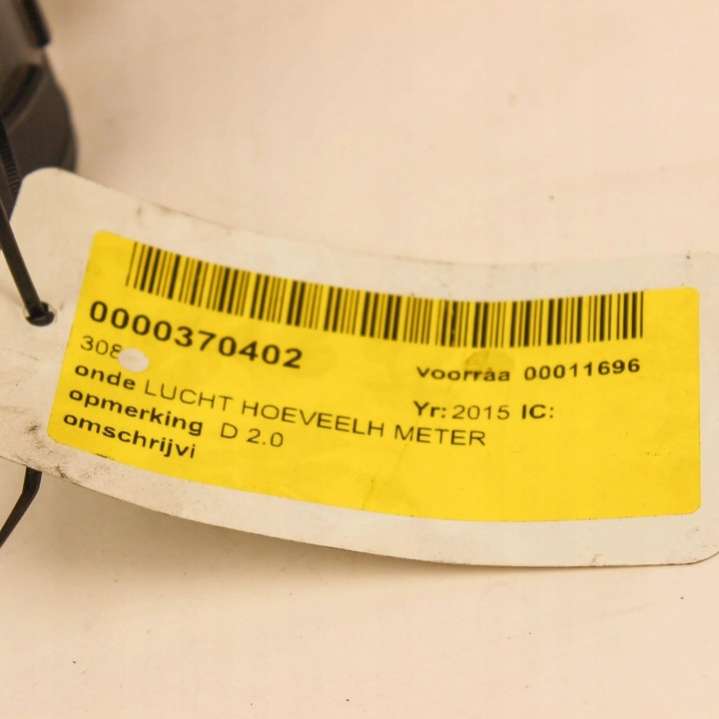 0000370402
308
voorraa 00011696
onde LUCHT HOEVEELH METER
Yr: 2015 IC:
opmerking D 2.0
omschrijvi